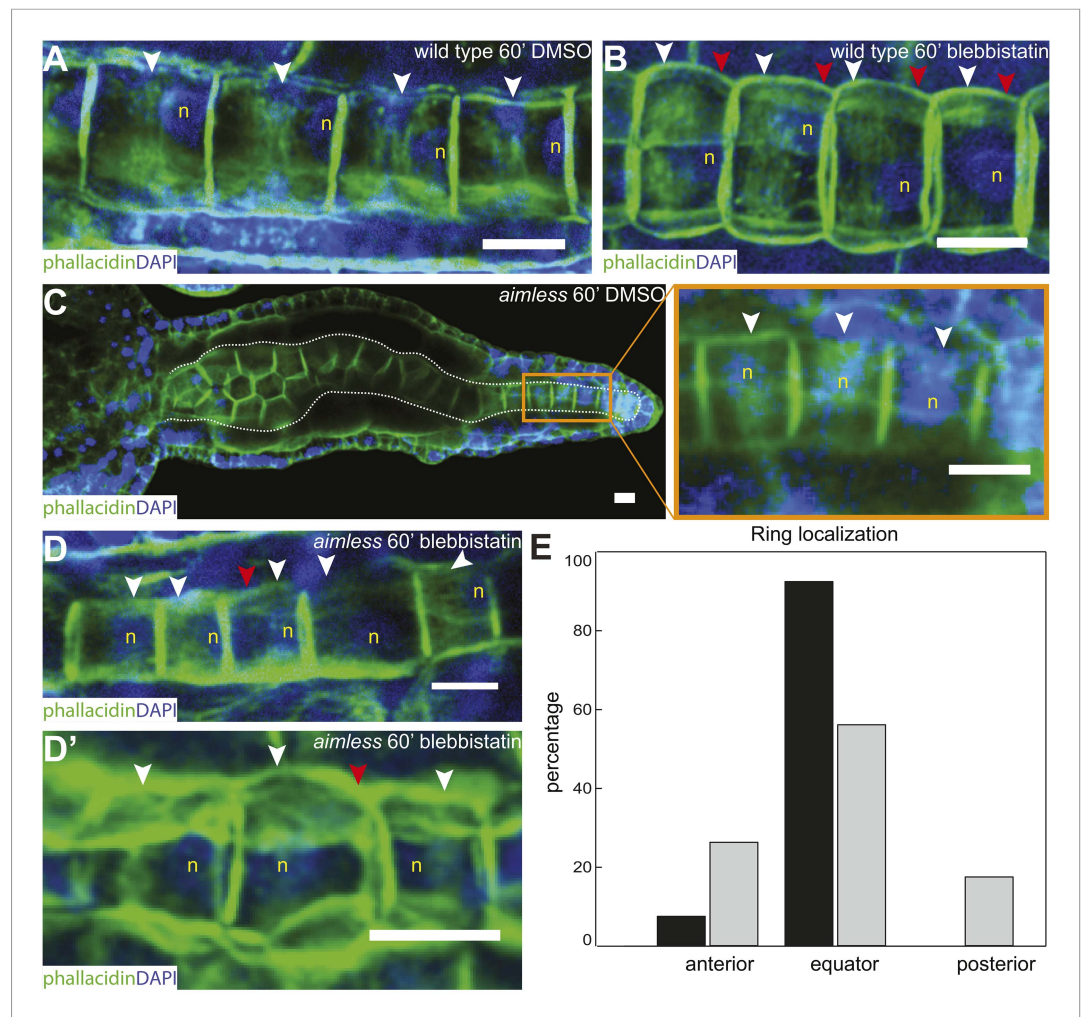 A
wild type 60’ DMSO
n
n
n
n
phallacidinDAPI
B
wild type 60’ blebbistatin
n
n
n
n
phallacidinDAPI
C
aimless 60’ DMSO
phallacidinDAPI
n
n
n
D
aimless 60’ blebbistatin
n
n
n
n
n
phallacidinDAPI
D’
aimless 60’ blebbistatin
n
n
n
phallacidinDAPI
E
Ring localization
percentage
100
80
60
40
20
0
anterior
equator
posterior